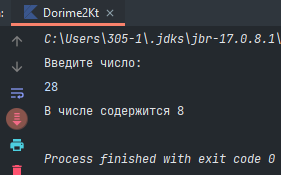 Dorime2Kt
C:\Users\305-1\.jdks\jbr-17.0.8.1\
Введите число:
28
В числе содержится 8
Process finished with exit code 0